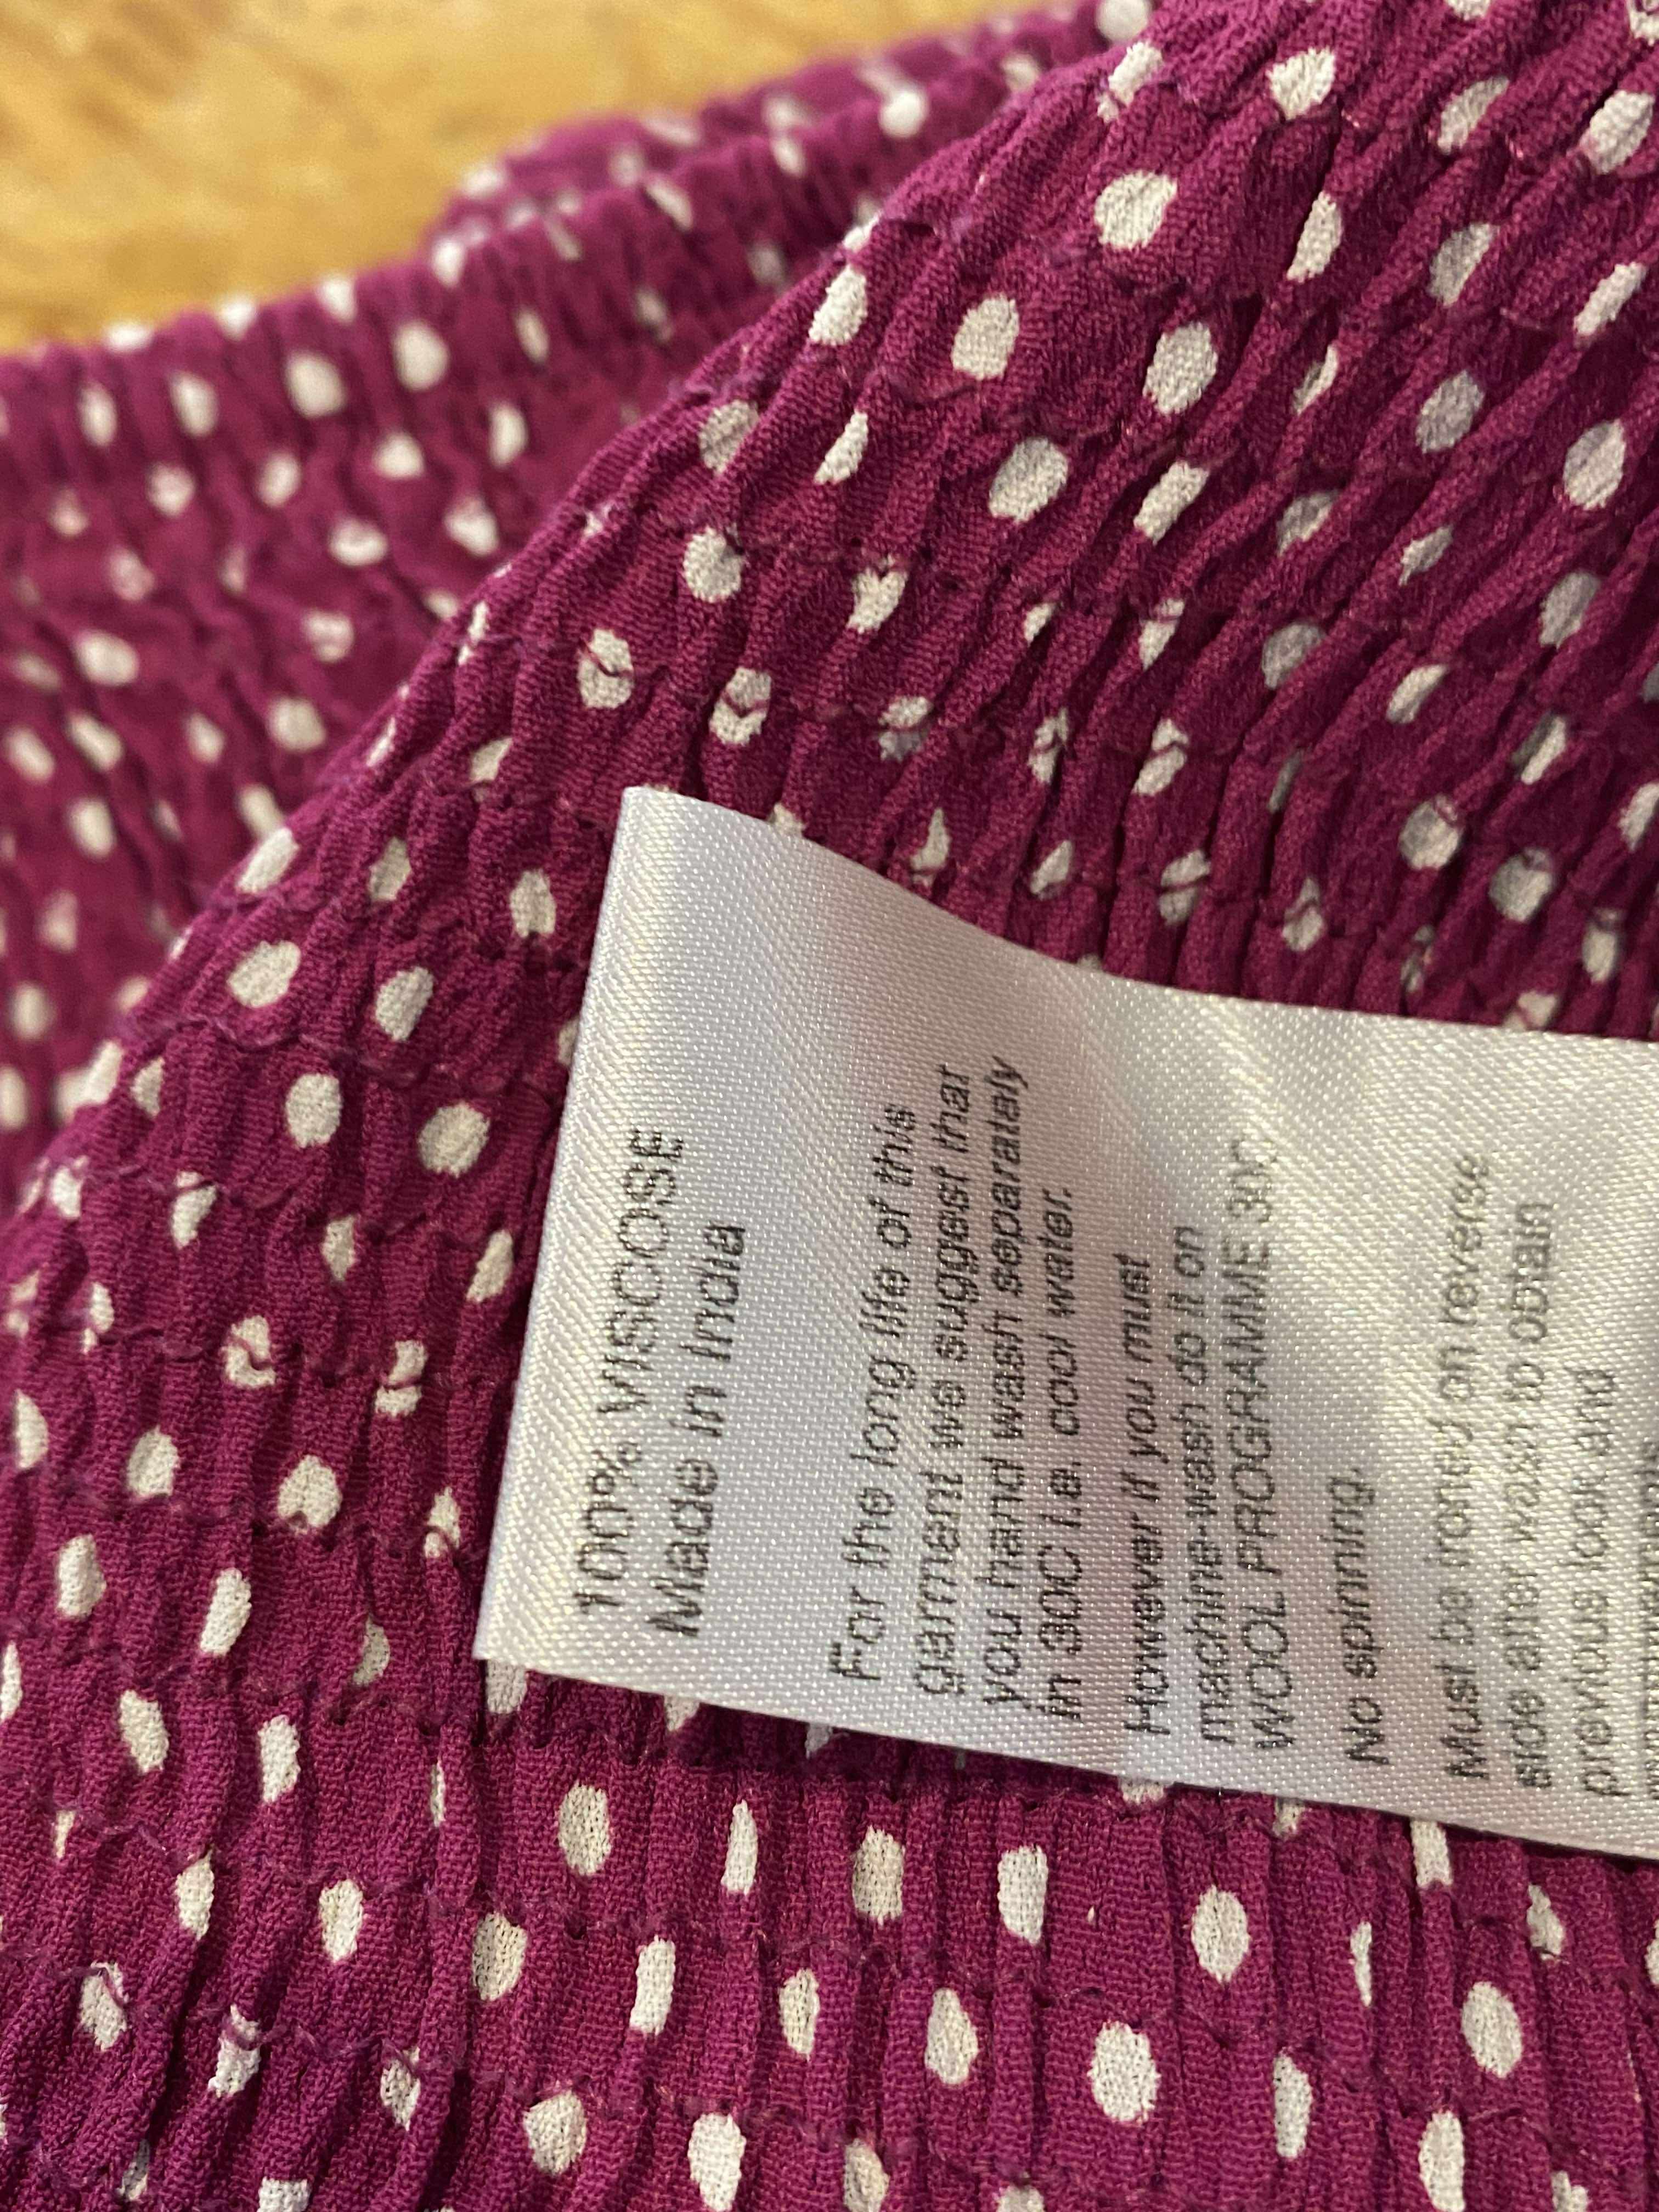 100% VISCOSE
Made in India
For the long life of this
garment we suggest that
you hand wash separately
in 30C i.e. cool water.
However if you must
machine-wash do it on
WOOL PROGRAMME 30C
No spinning.
Must be ironed on reverse
side after wash to obtain
previous look and